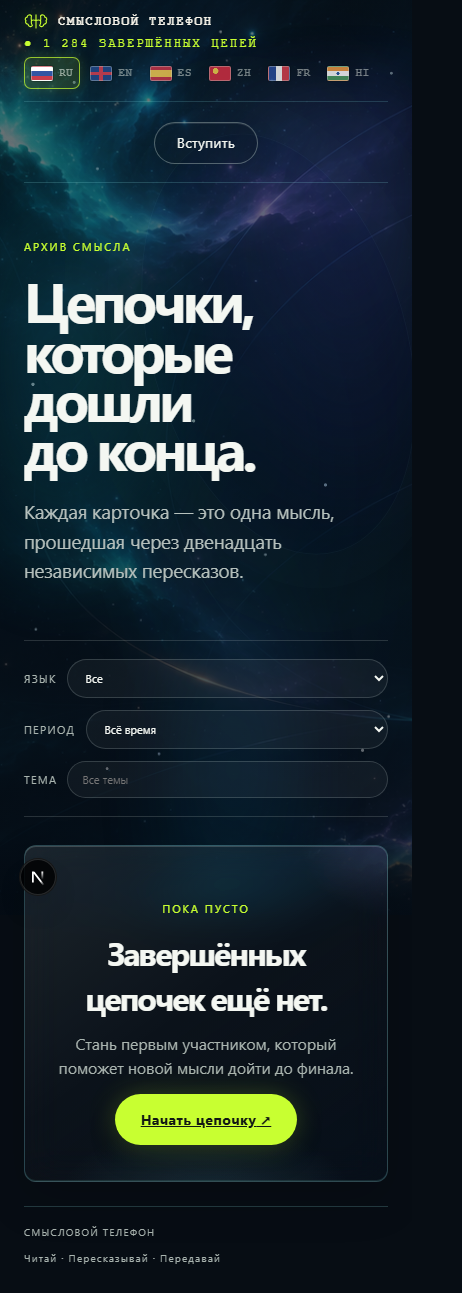 СМЫСЛОВОЙ ТЕЛЕФОН
● 1 284 ЗАВЕРШЁННЫХ ЦЕПЕЙ
RU EN ES ZH FR HI
Вступить
АРХИВ СМЫСЛА
Цепочки,
которые
дошли
до конца.
Каждая карточка — это одна мысль,
прошедшая через двенадцать
независимых пересказов.
ЯЗЫК Все
ПЕРИОД Всё время
ТЕМА Все темы
N
ПОКА ПУСТО
Завершённых
цепочек ещё нет.
Стань первым участником, который
поможет новой мысли дойти до финала.
Начать цепочку ↗
СМЫСЛОВОЙ ТЕЛЕФОН
Читай · Пересказывай · Передавай